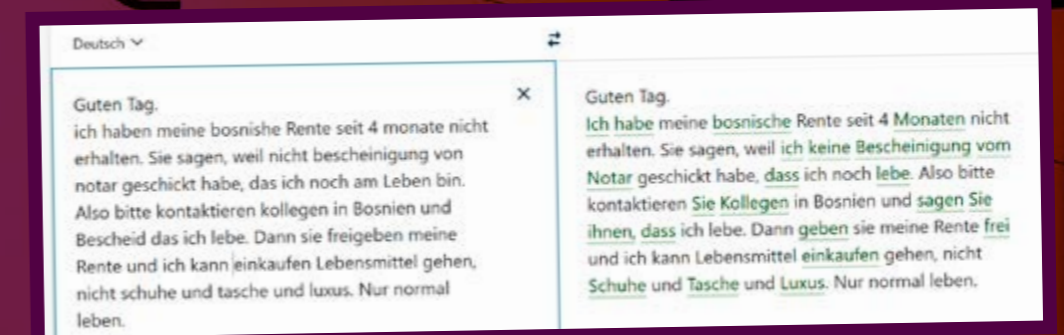 Deutsch
Guten Tag.
ich haben meine bosnishe Rente seit 4 monate nicht
erhalten. Sie sagen, weil nicht bescheinigung von
notar geschickt habe, das ich noch am Leben bin.
Also bitte kontaktieren kollegen in Bosnien und
Bescheid das ich lebe. Dann sie freigeben meine
Rente und ich kann einkaufen Lebensmittel gehen,
nicht schuhe und tasche und luxus. Nur normal
leben.
Guten Tag.
Ich habe meine bosnische Rente seit 4 Monaten nicht
erhalten. Sie sagen, weil ich keine Bescheinigung vom
Notar geschickt habe, dass ich noch lebe. Also bitte
kontaktieren Sie Kollegen in Bosnien und sagen Sie
ihnen, dass ich lebe. Dann geben sie meine Rente frei
und ich kann Lebensmittel einkaufen gehen, nicht
Schuhe und Tasche und Luxus. Nur normal leben.